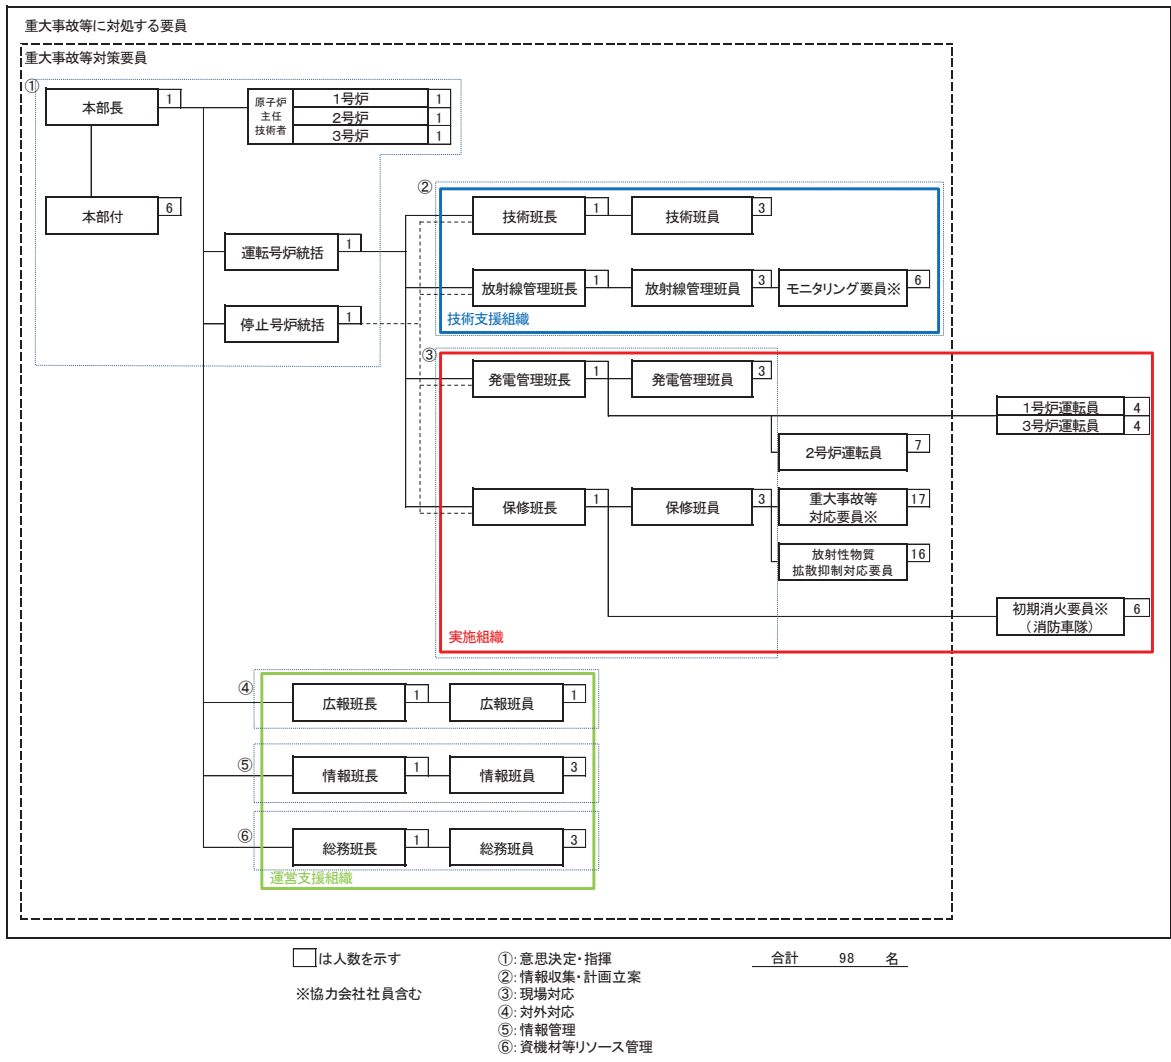 重大事故等に対処する要員
重大事故等対策要員
①
本部長
1
原子炉
主任
技術者
1号炉
1
2号炉
1
3号炉
1
本部付
6
運転号炉統括
1
停止号炉統括
1
②
技術班長
1
技術班員
3
放射線管理班長
1
放射線管理班員
3
モニタリング要員※
6
技術支援組織
③
発電管理班長
1
発電管理班員
3
1号炉運転員
4
3号炉運転員
4
2号炉運転員
7
保修班長
1
保修班員
3
重大事故等
対応要員※
17
放射性物質
拡散抑制対応要員
16
初期消火要員※
(消防車隊)
6
実施組織
④
広報班長
1
広報班員
1
⑤
情報班長
1
情報班員
3
⑥
総務班長
1
総務班員
3
運営支援組織
は人数を示す
※協力会社社員含む
①:意思決定・指揮
②:情報収集・計画立案
③:現場対応
④:対外対応
⑤:情報管理
⑥:資機材等リソース管理
合計 98 名